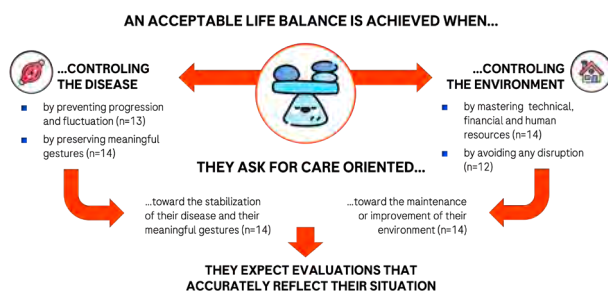 AN ACCEPTABLE LIFE BALANCE IS ACHIEVED WHEN...
...CONTROLING
THE DISEASE
by preventing progression
and fluctuation (n=13)
by preserving meaningful
gestures (n=14)
...CONTROLING
THE ENVIRONMENT
by mastering technical,
financial and human
resources (n=14)
by avoiding any disruption
(n=12)
THEY ASK FOR CARE ORIENTED...
...toward the stabilization
of their disease and their
meaningful gestures (n=14)
...toward the maintenance
or improvement of their
environment (n=14)
THEY EXPECT EVALUATIONS THAT
ACCURATELY REFLECT THEIR SITUATION